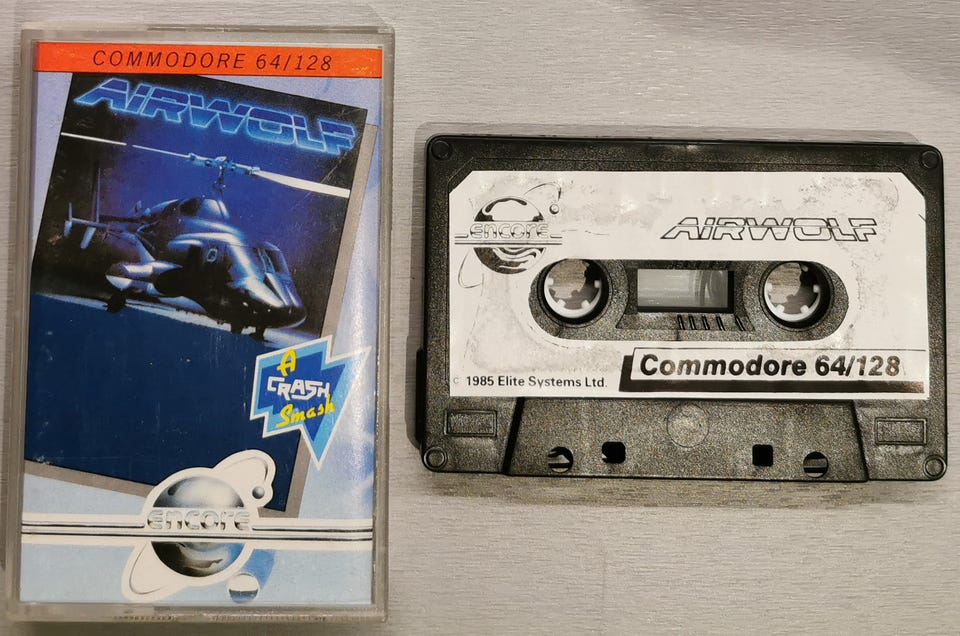 COMMODORE 64/128
AIRWOLF
A
CRASH
Smash
encore
encore
AIRWOLF
Commodore 64/128
c 1985 Elite Systems Ltd.